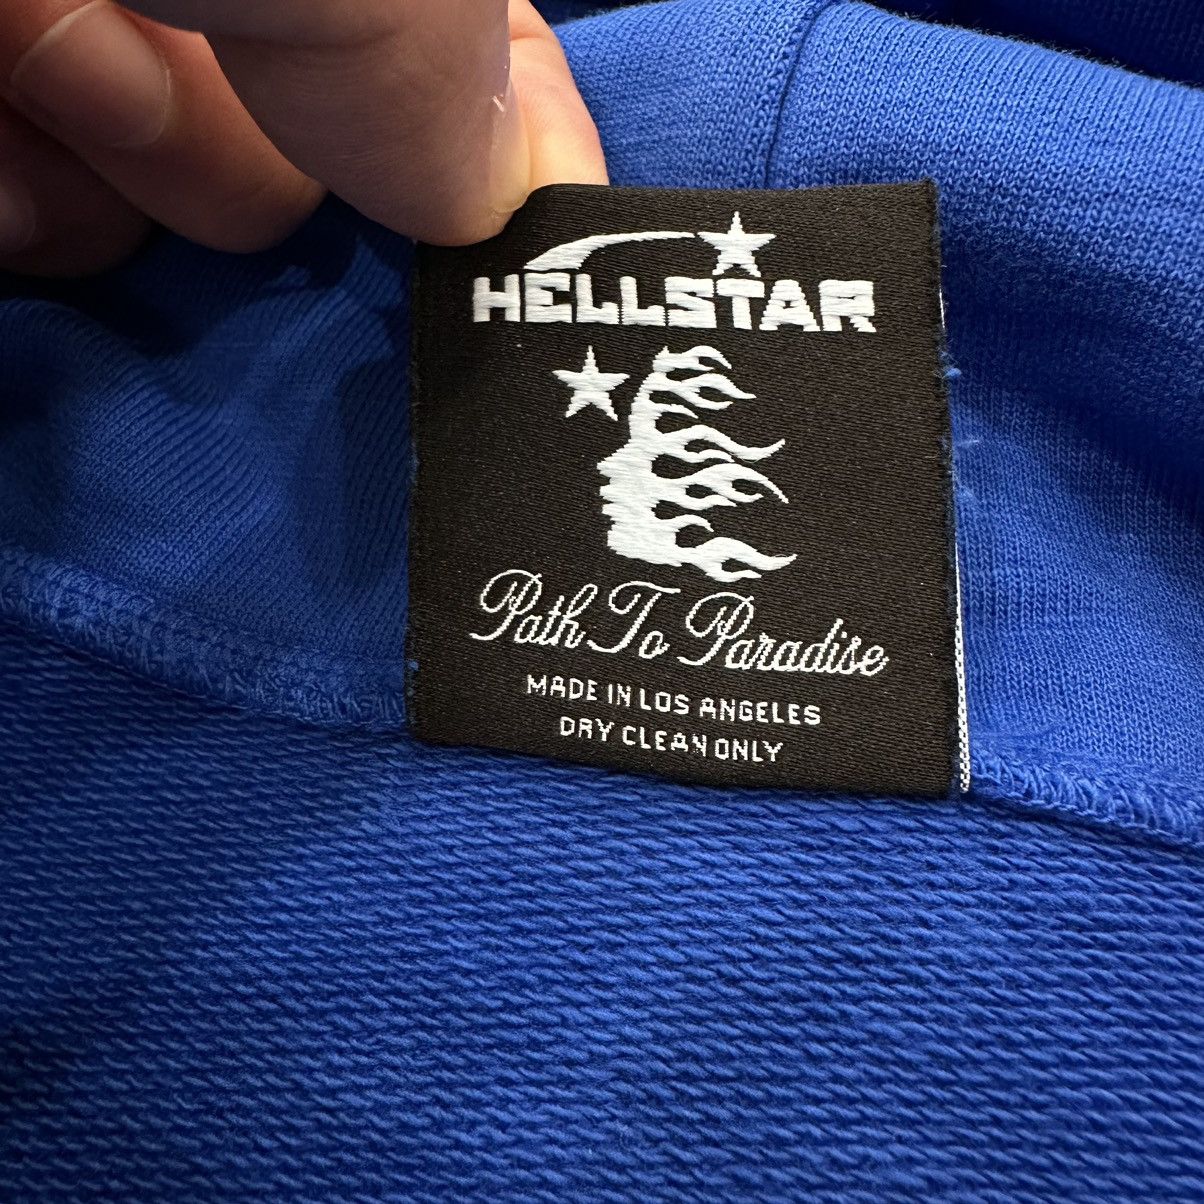 HELLSTAR
Path To Paradise
MADE IN LOS ANGELES
DRY CLEAN ONLY